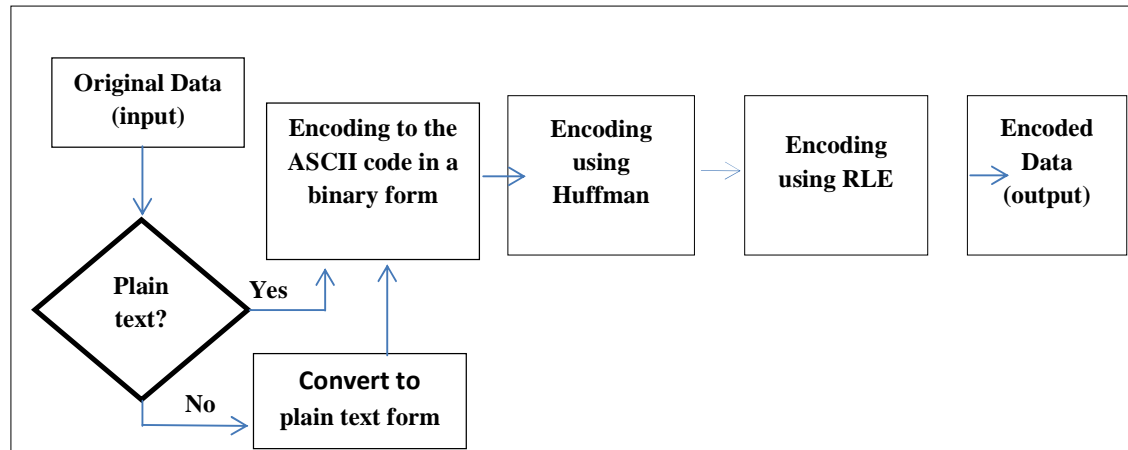 Original Data
(input)
Plain
text?
Yes
No
Convert to
plain text form
Encoding to the
ASCII code in a
binary form
Encoding
using
Huffman
Encoding
using RLE
Encoded
Data
(output)